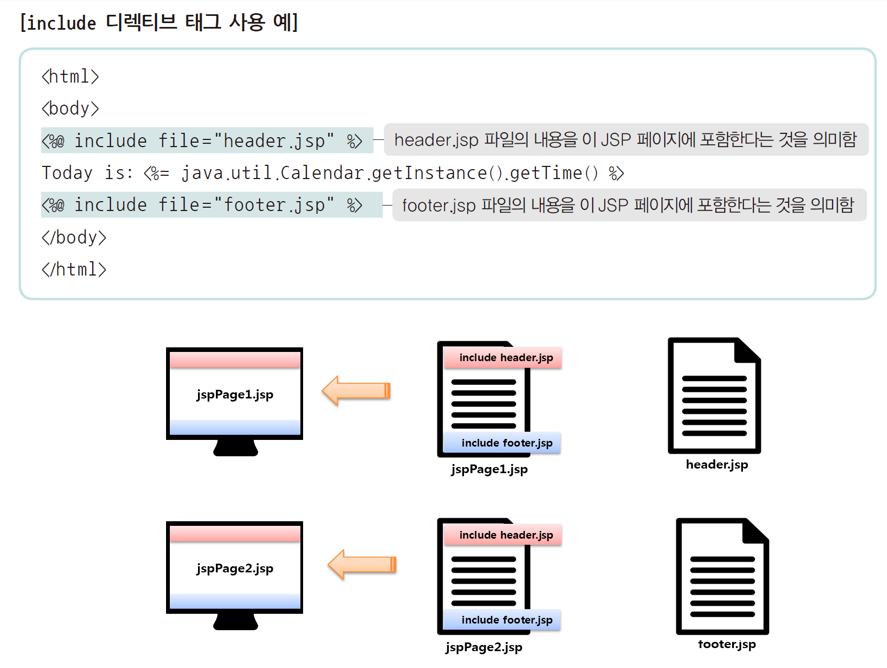 [include 디렉티브 태그 사용 예]
<html>
<body>
<%@ include file="header.jsp" %> header.jsp 파일의 내용을 이 JSP 페이지에 포함한다는 것을 의미함
Today is: <%= java.util.Calendar.getInstance().getTime() %>
<%@ include file="footer.jsp" %> footer.jsp 파일의 내용을 이 JSP 페이지에 포함한다는 것을 의미함
</body>
</html>
include header.jsp
jspPage1.jsp
include footer.jsp
jspPage1.jsp
header.jsp
include header.jsp
jspPage2.jsp
include footer.jsp
jspPage2.jsp
footer.jsp